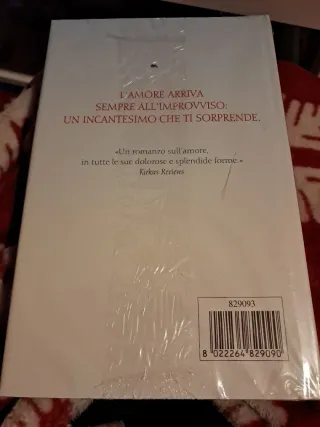 L'AMORE ARRIVA
SEMPRE ALL'IMPROVVISO:
UN INCANTESIMO CHE TI SORPRENDE.
«Un romanzo sull'amore,
in tutte le sue dolorose e splendide forme.»
Kirkus Reviews
829093
8 022264 829090